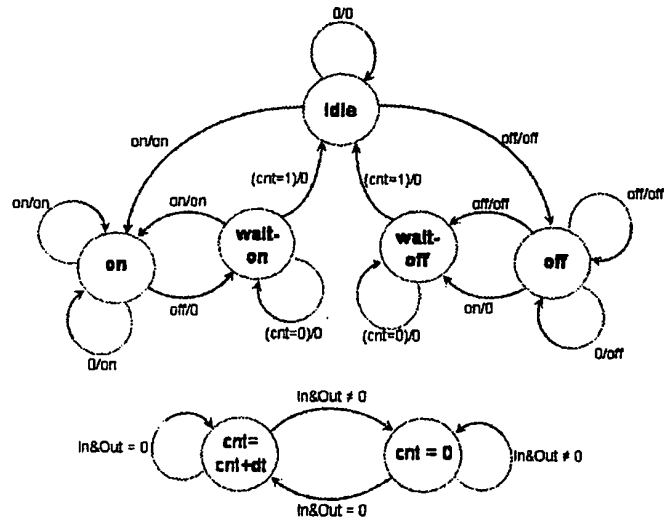 0/0
idle
on/on
off/off
(cnt=1)/0
(cnt=1)/0
on/on
on/on
off/off
off/off
on
wait-
on
wait-
off
off
off/0
on/0
(cnt=0)/0
(cnt=0)/0
0/on
0/off
In&Out ≠ 0
In&Out = 0
cnt=
cnt+dt
cnt = 0
In&Out ≠ 0
In&Out = 0